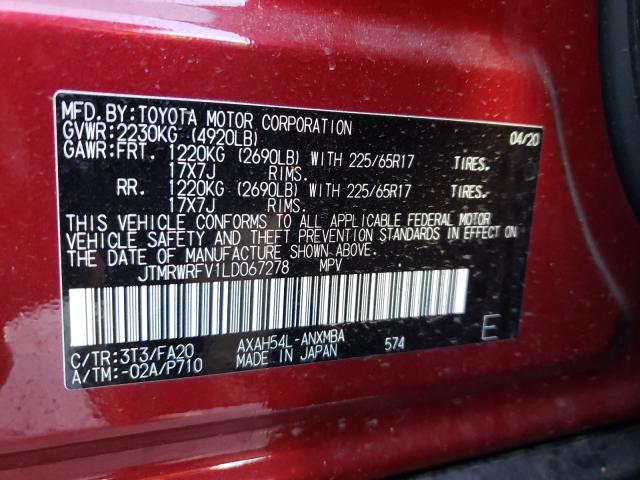 MFD.BY:TOYOTA MOTOR CORPORATION 04/20
GVWR:2230KG (4920LB)
GAWR:FRT. 1220KG (2690LB) WITH 225/65R17 TIRES.
17X7J RIMS.
RR. 1220KG (2690LB) WITH 225/65R17 TIRES.
17X7J RIMS.
THIS VEHICLE CONFORMS TO ALL APPLICABLE FEDERAL MOTOR
VEHICLE SAFETY AND THEFT PREVENTION STANDARDS IN EFFECT ON
THE DATE OF MANUFACTURE SHOWN ABOVE.
JTMRWRFV1LD067278 MPV
E
C/TR:3T3/FA20 AXAH54L-ANXMBA 574
A/TM:-02A/P710 MADE IN JAPAN